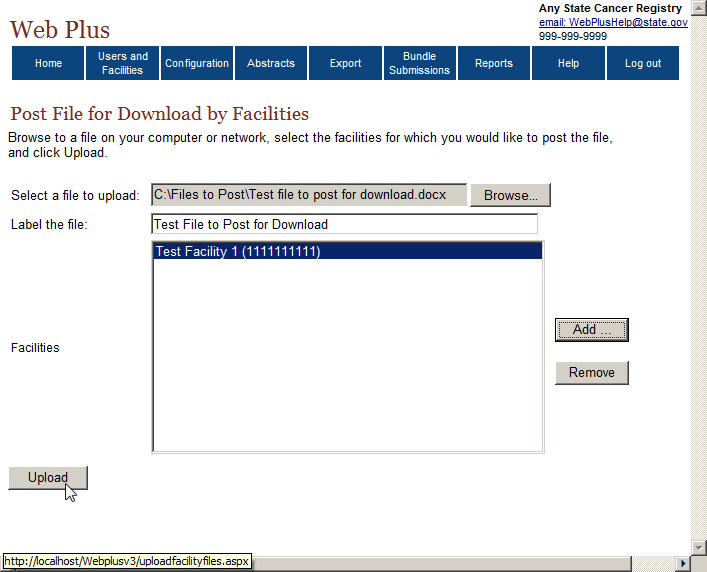 Any State Cancer Registry
Web Plus
email: WebPlusHelp@state.gov
999-999-9999
Home
Users and
Facilities
Configuration
Abstracts
Export
Bundle
Submissions
Reports
Help
Log out
Post File for Download by Facilities
Browse to a file on your computer or network, select the facilities for which you would like to post the file,
and click Upload.
Select a file to upload: C:\Files to Post\Test file to post for download.docx Browse...
Label the file: Test File to Post for Download
Test Facility 1 (1111111111)
Add ...
Facilities
Remove
Upload
http://localhost/Webplusv3/uploadfacilityfiles.aspx